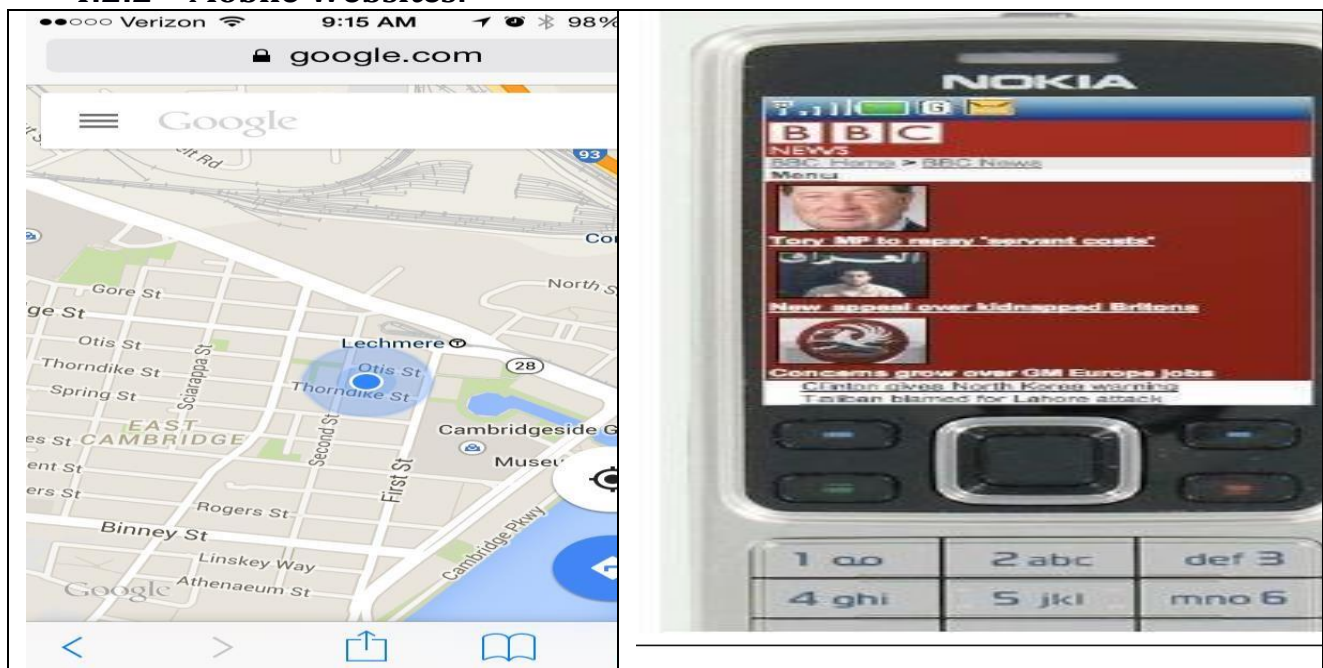 Mobile Websites.
Verizon 9:15 AM 98%
google.com
Google
93
Gore St
North S
ge St
Otis St
Sciarappa St
Lechmere
Otis St
28
Thorndike St
Thorndike St
Spring St
Second St
EAST
CAMBRIDGE
es St
Cambridgeside G
ent St
First St
ers St
Rogers St
Binney St
Cambridge Pkwy
Linskey Way
Google
Athenaeum St
NOKIA
G
BBC
NEWS
BBC Home > BBC News
Menu
Tory MP to repay "servant costs"
العراق
New appeal over kidnapped Britons
Concerns grow over GM Europe jobs
Clinton gives North Korea warning
Taliban blamed for Lahore attack
1
2 abc
def 3
4 ghi
5 jkl
mno 6